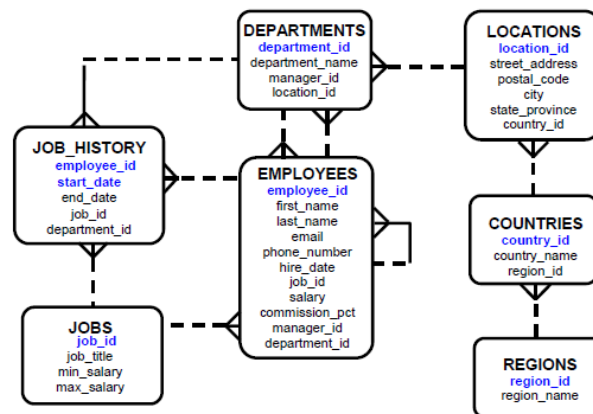 DEPARTMENTS
department_id
department_name
manager_id
location_id
LOCATIONS
location_id
street_address
postal_code
city
state_province
country_id
JOB_HISTORY
employee_id
start_date
end_date
job_id
department_id
EMPLOYEES
employee_id
first_name
last_name
email
phone_number
hire_date
job_id
salary
commission_pct
manager_id
department_id
COUNTRIES
country_id
country_name
region_id
JOBS
job_id
job_title
min_salary
max_salary
REGIONS
region_id
region_name